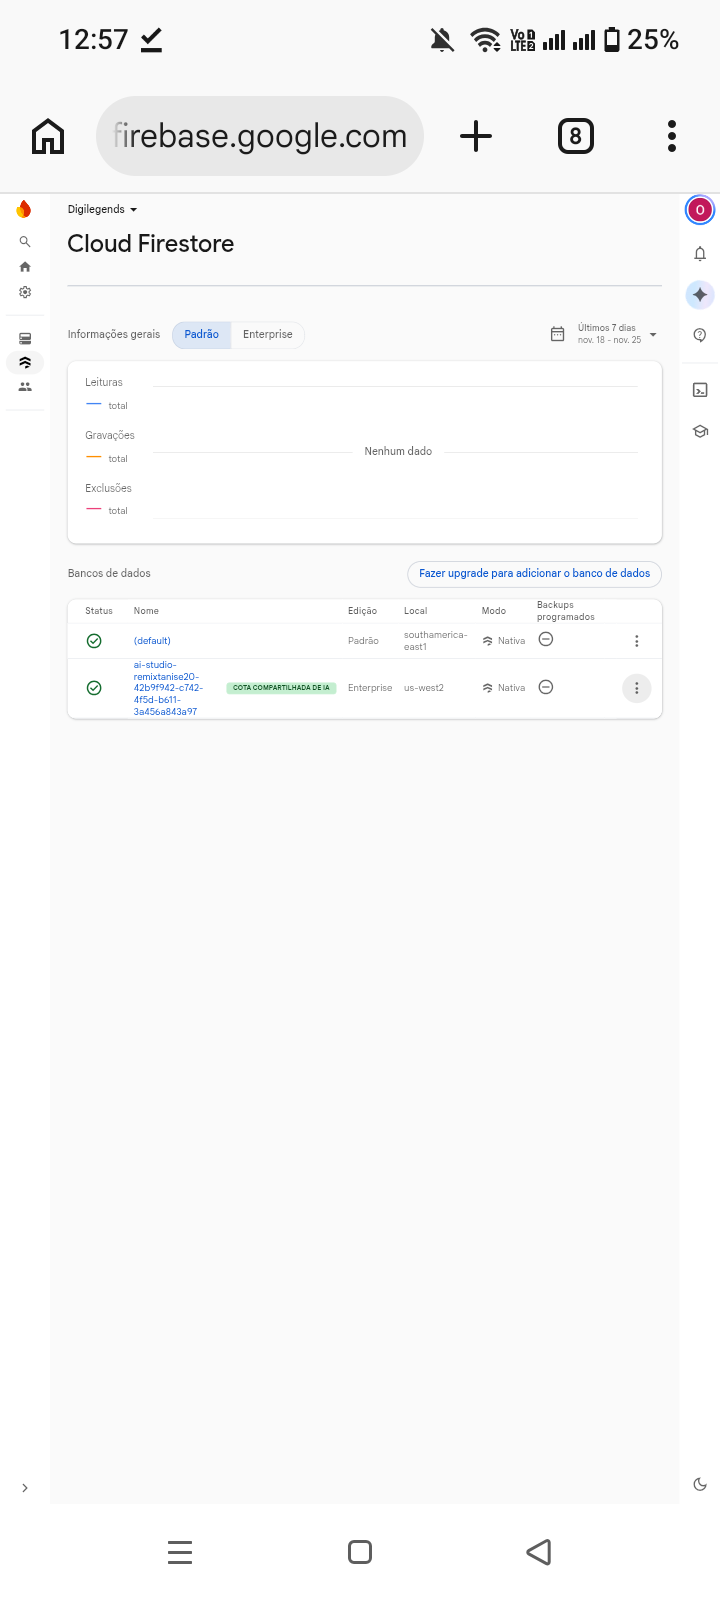 12:57
Vo
LTE2
25%
firebase.google.com
8
Digilegends
O
Cloud Firestore
Informações gerais
Padrão
Enterprise
Últimos 7 dias
nov. 18 - nov. 25
Leituras
total
Gravações
total
Nenhum dado
Exclusões
total
Bancos de dados
Fazer upgrade para adicionar o banco de dados
Status
Nome
Edição
Local
Modo
Backups
programados
(default)
Padrão
southamerica-
east1
Nativa
ai-studio-
remixtanise20-
42b9f942-c742-
4f5d-b611-
3a456a843a97
COTA COMPARTILHADA DE IA
Enterprise
us-west2
Nativa